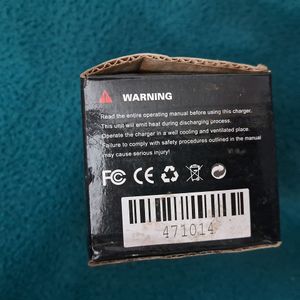 WARNING
Read the entire operating manual before using this charger.
This unit will emit heat during discharging process.
Operate the charger in a well cooling and ventilated place.
Failure to comply with safety procedures outlined in the manual
may cause serious injury!
FC CE
471014